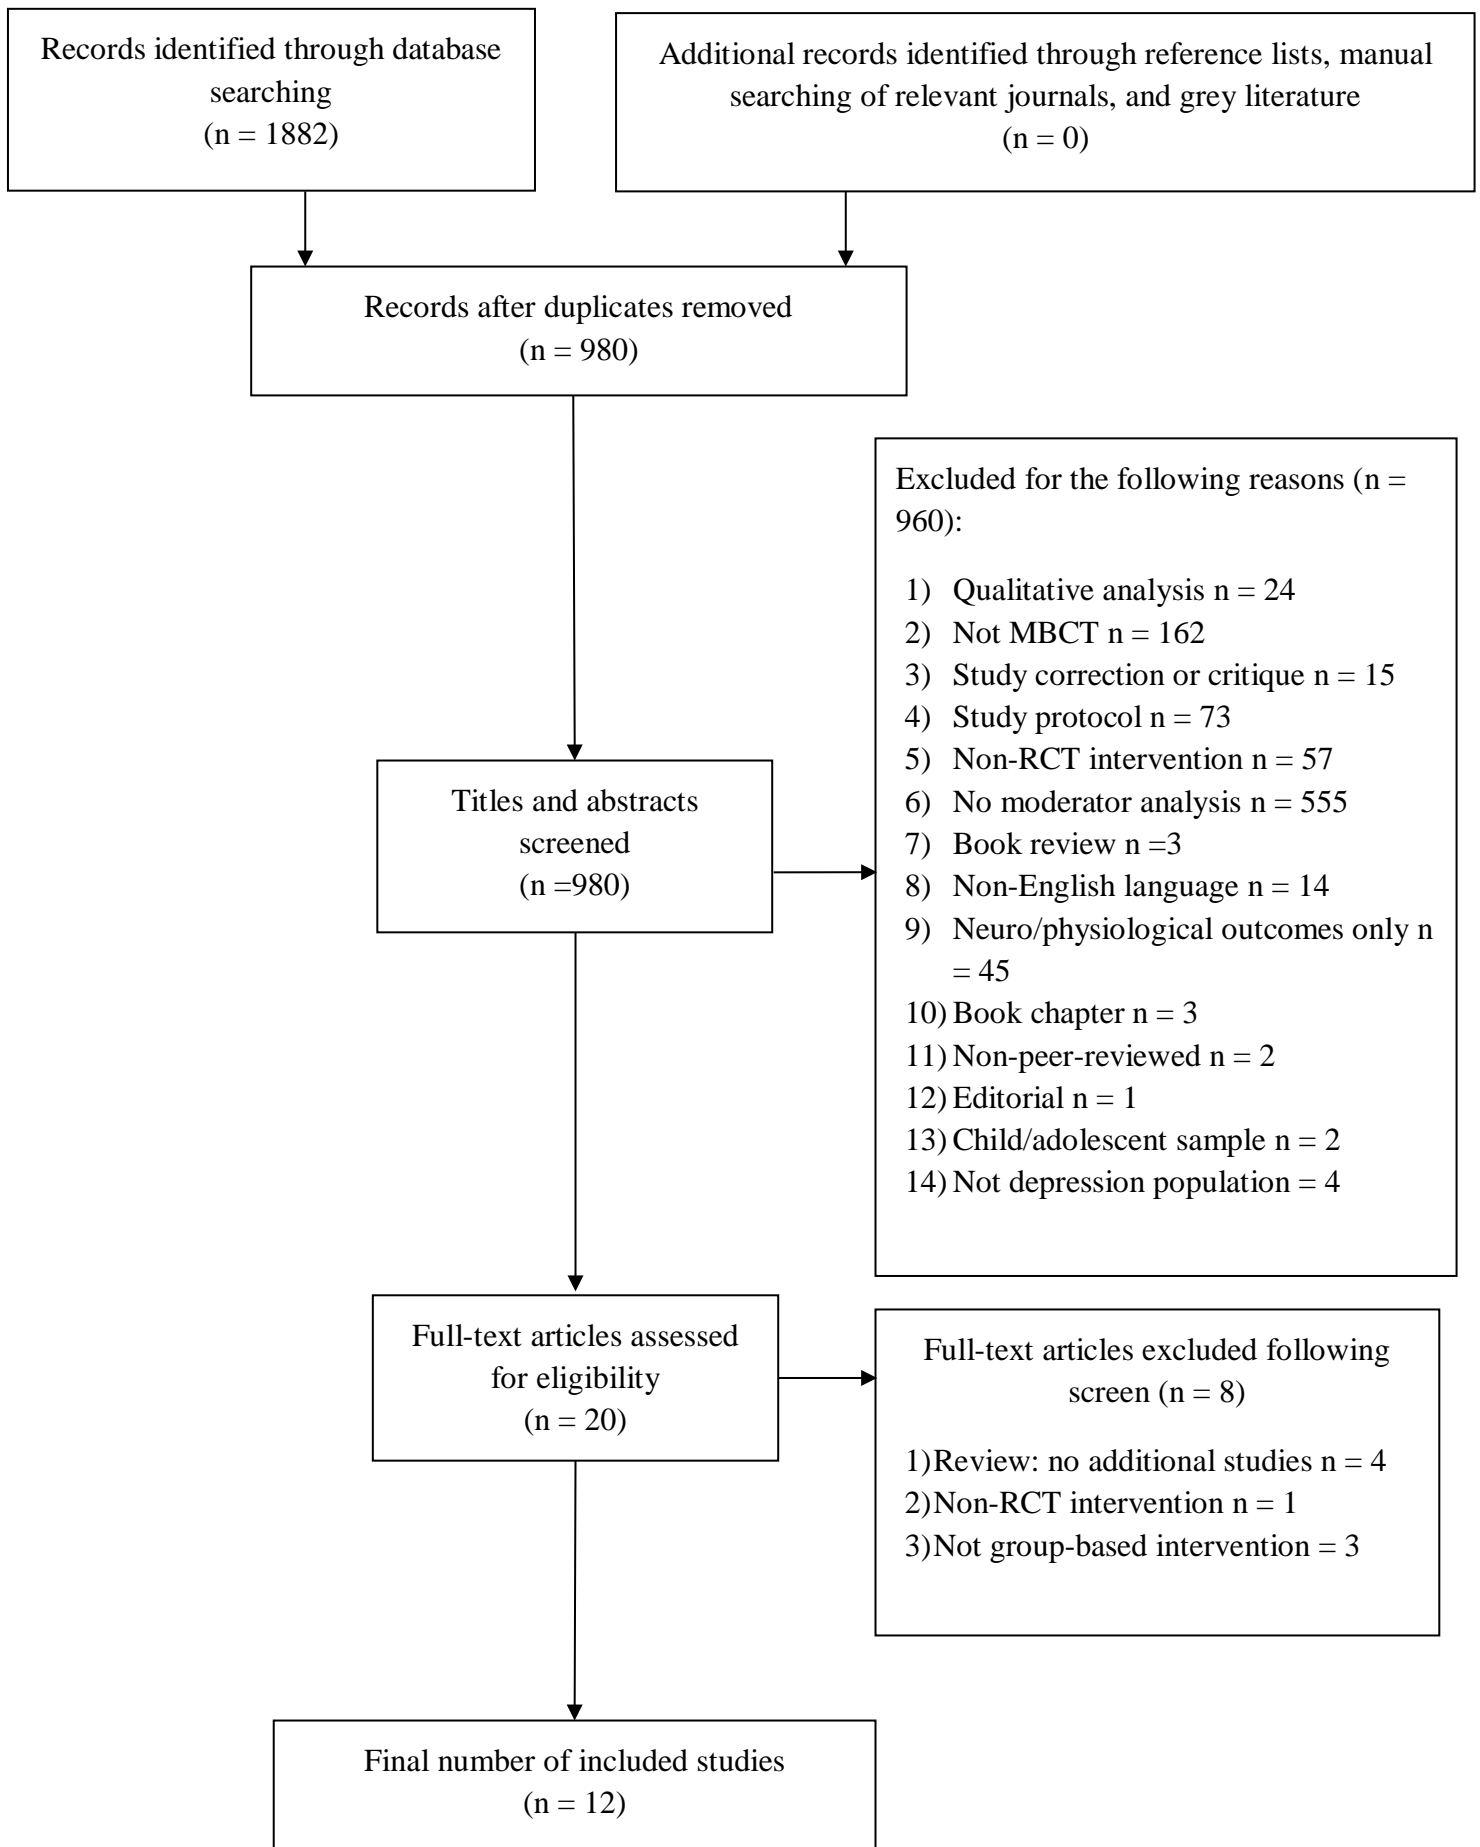 Records identified through database
searching
(n = 1882)
Additional records identified through reference lists, manual
searching of relevant journals, and grey literature
(n = 0)
Records after duplicates removed
(n = 980)
Excluded for the following reasons (n =
960):
1) Qualitative analysis n = 24
2) Not MBCT n = 162
3) Study correction or critique n = 15
4) Study protocol n = 73
5) Non-RCT intervention n = 57
6) No moderator analysis n = 555
7) Book review n =3
8) Non-English language n = 14
9) Neuro/physiological outcomes only n
= 45
10) Book chapter n = 3
11) Non-peer-reviewed n = 2
12) Editorial n = 1
13) Child/adolescent sample n = 2
14) Not depression population = 4
Titles and abstracts
screened
(n =980)
Full-text articles assessed
for eligibility
(n = 20)
Full-text articles excluded following
screen (n = 8)
1)Review: no additional studies n = 4
2)Non-RCT intervention n = 1
3)Not group-based intervention = 3
Final number of included studies
(n = 12)